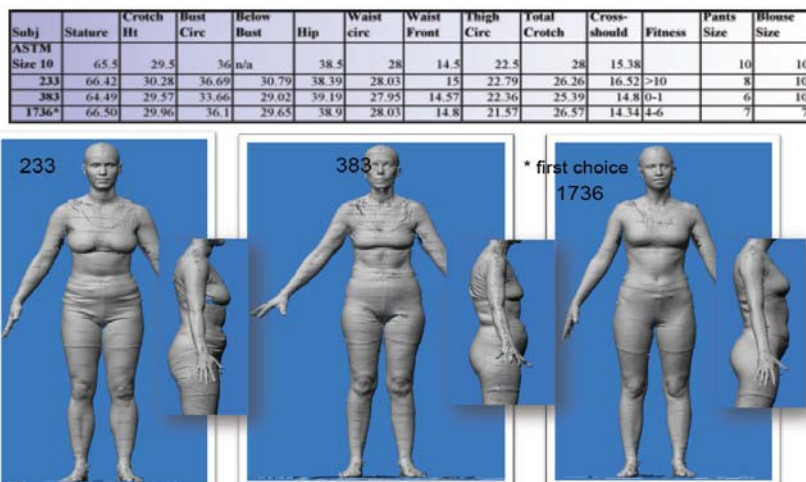 Subj Stature Crotch Ht Bust Circ Below Bust Hip Waist circ Waist Front Thigh Circ Total Crotch Cross-should Fitness Pants Size Blouse Size
ASTM Size 10 65.5 29.5 36 n/a 38.5 28 14.5 22.5 28 15.38 10 10
233 66.42 30.28 36.69 30.79 38.39 28.03 15 22.79 26.26 16.52 >10 8 10
383 64.49 29.57 33.66 29.02 39.19 27.95 14.57 22.36 25.39 14.8 0-1 6 10
1736* 66.50 29.96 36.1 29.65 38.9 28.03 14.8 21.57 26.57 14.34 4-6 7 7
233
383
* first choice
1736